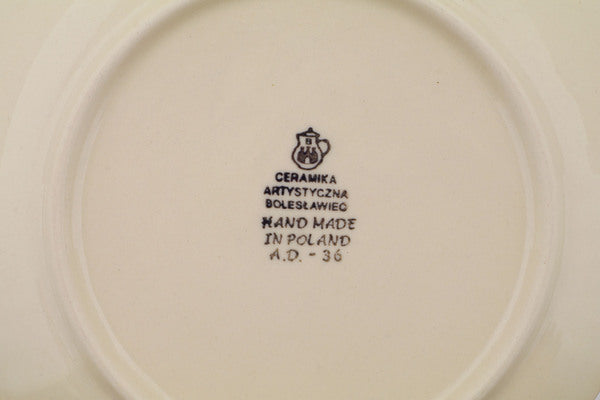 B
CERAMIKA
ARTYSTYCZNA
BOLESŁAWIEC
HAND MADE
IN POLAND
A.D. - 36